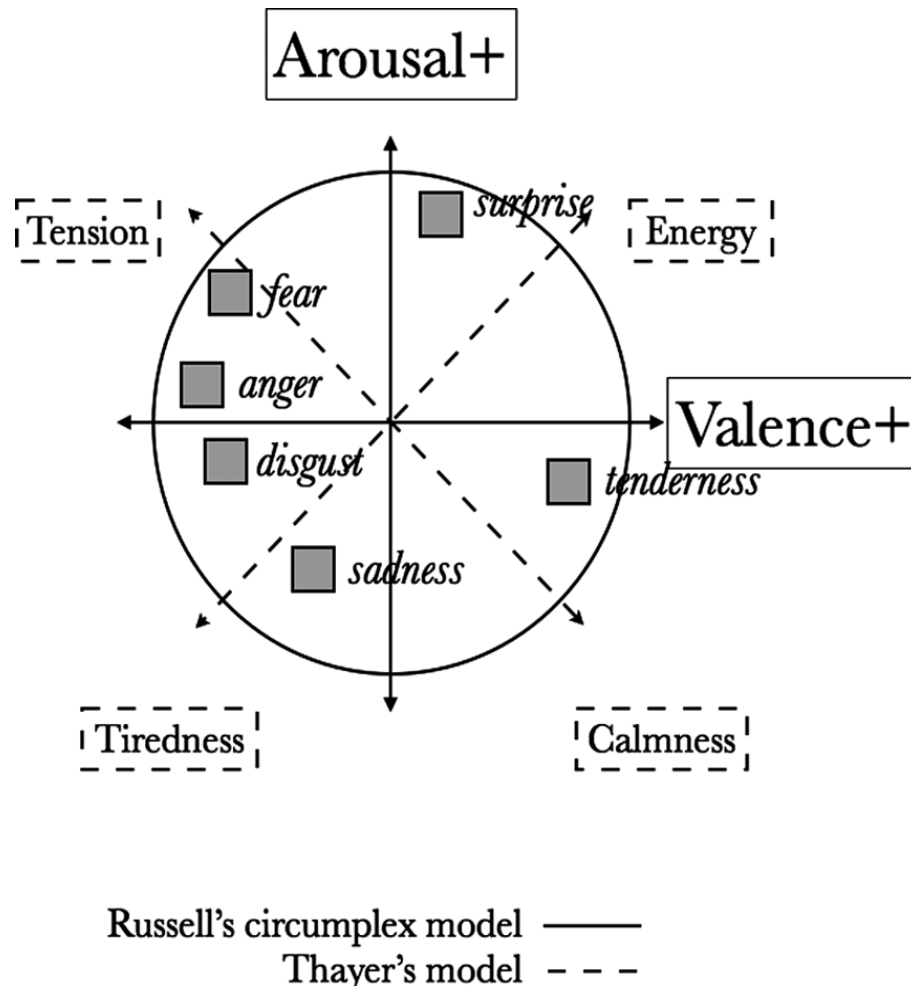 Arousal+
surprise
Tension
Energy
fear
anger
Valence+
disgust
tenderness
sadness
Tiredness
Calmness
Russell's circumplex model
Thayer's model